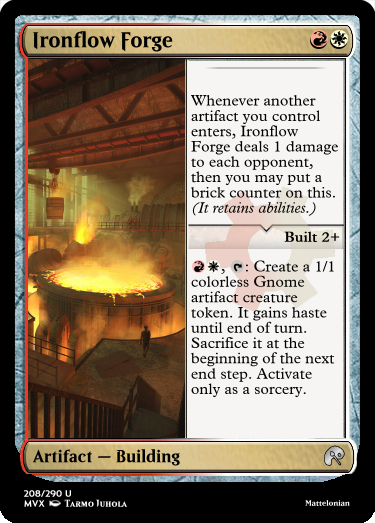 Ironflow Forge
Whenever another
artifact you control
enters, Ironflow
Forge deals 1 damage
to each opponent,
then you may put a
brick counter on this.
(It retains abilities.)
Built 2+
, : Create a 1/1
colorless Gnome
artifact creature
token. It gains haste
until end of turn.
Sacrifice it at the
beginning of the next
end step. Activate
only as a sorcery.
Artifact — Building
208/290 U
MVX Tarmo Juhola
Mattelonian